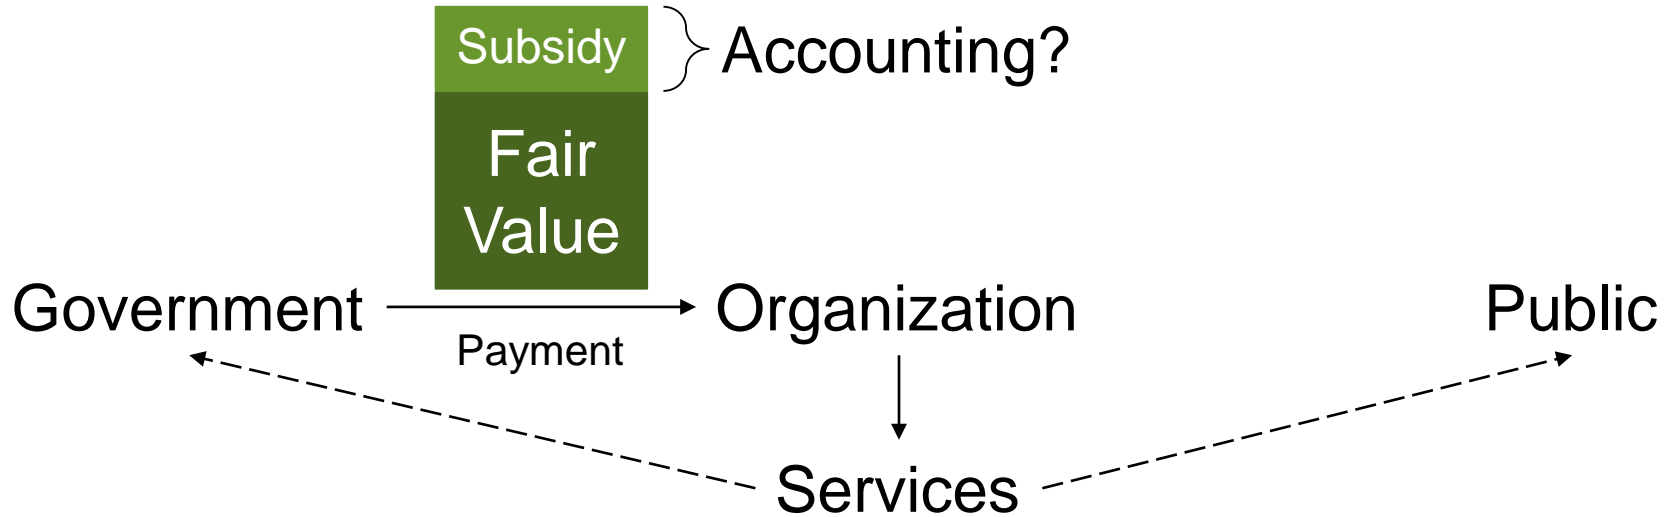 Subsidy
Accounting?
Fair
Value
Government
Payment
Organization
Public
Services